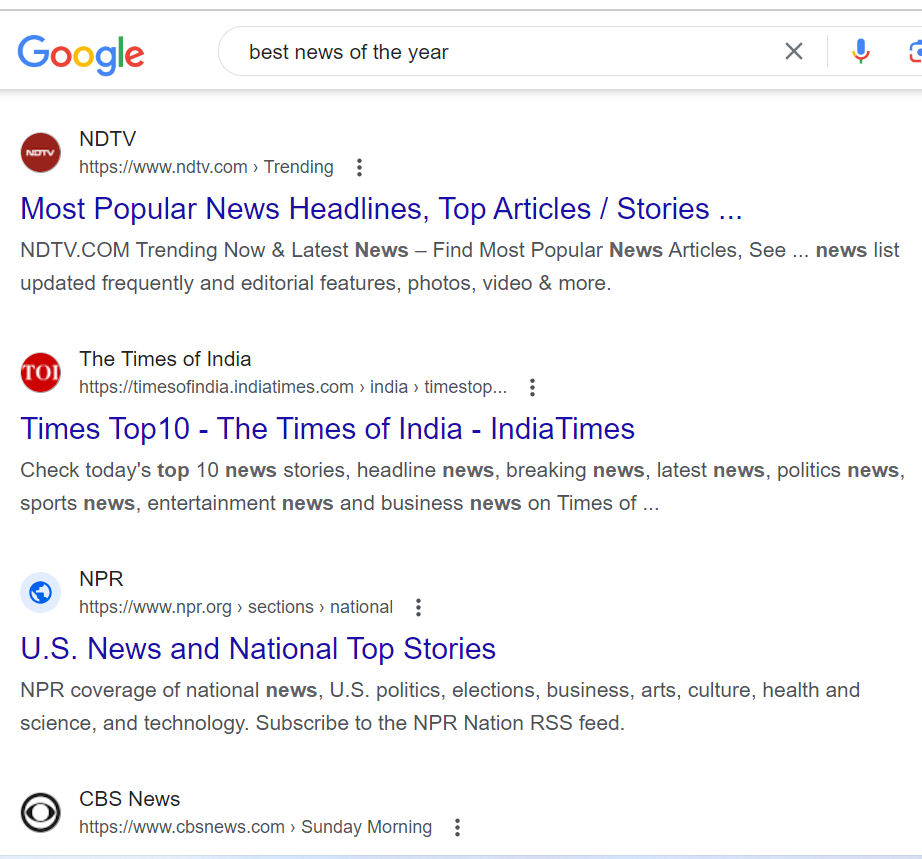 Google
best news of the year
NDTV
NDTV
https://www.ndtv.com › Trending
Most Popular News Headlines, Top Articles / Stories ...
NDTV.COM Trending Now & Latest News – Find Most Popular News Articles, See ... news list
updated frequently and editorial features, photos, video & more.
TOI
The Times of India
https://timesofindia.indiatimes.com › india › timestop...
Times Top10 - The Times of India - IndiaTimes
Check today's top 10 news stories, headline news, breaking news, latest news, politics news,
sports news, entertainment news and business news on Times of ...
NPR
https://www.npr.org › sections › national
U.S. News and National Top Stories
NPR coverage of national news, U.S. politics, elections, business, arts, culture, health and
science, and technology. Subscribe to the NPR Nation RSS feed.
CBS News
https://www.cbsnews.com › Sunday Morning